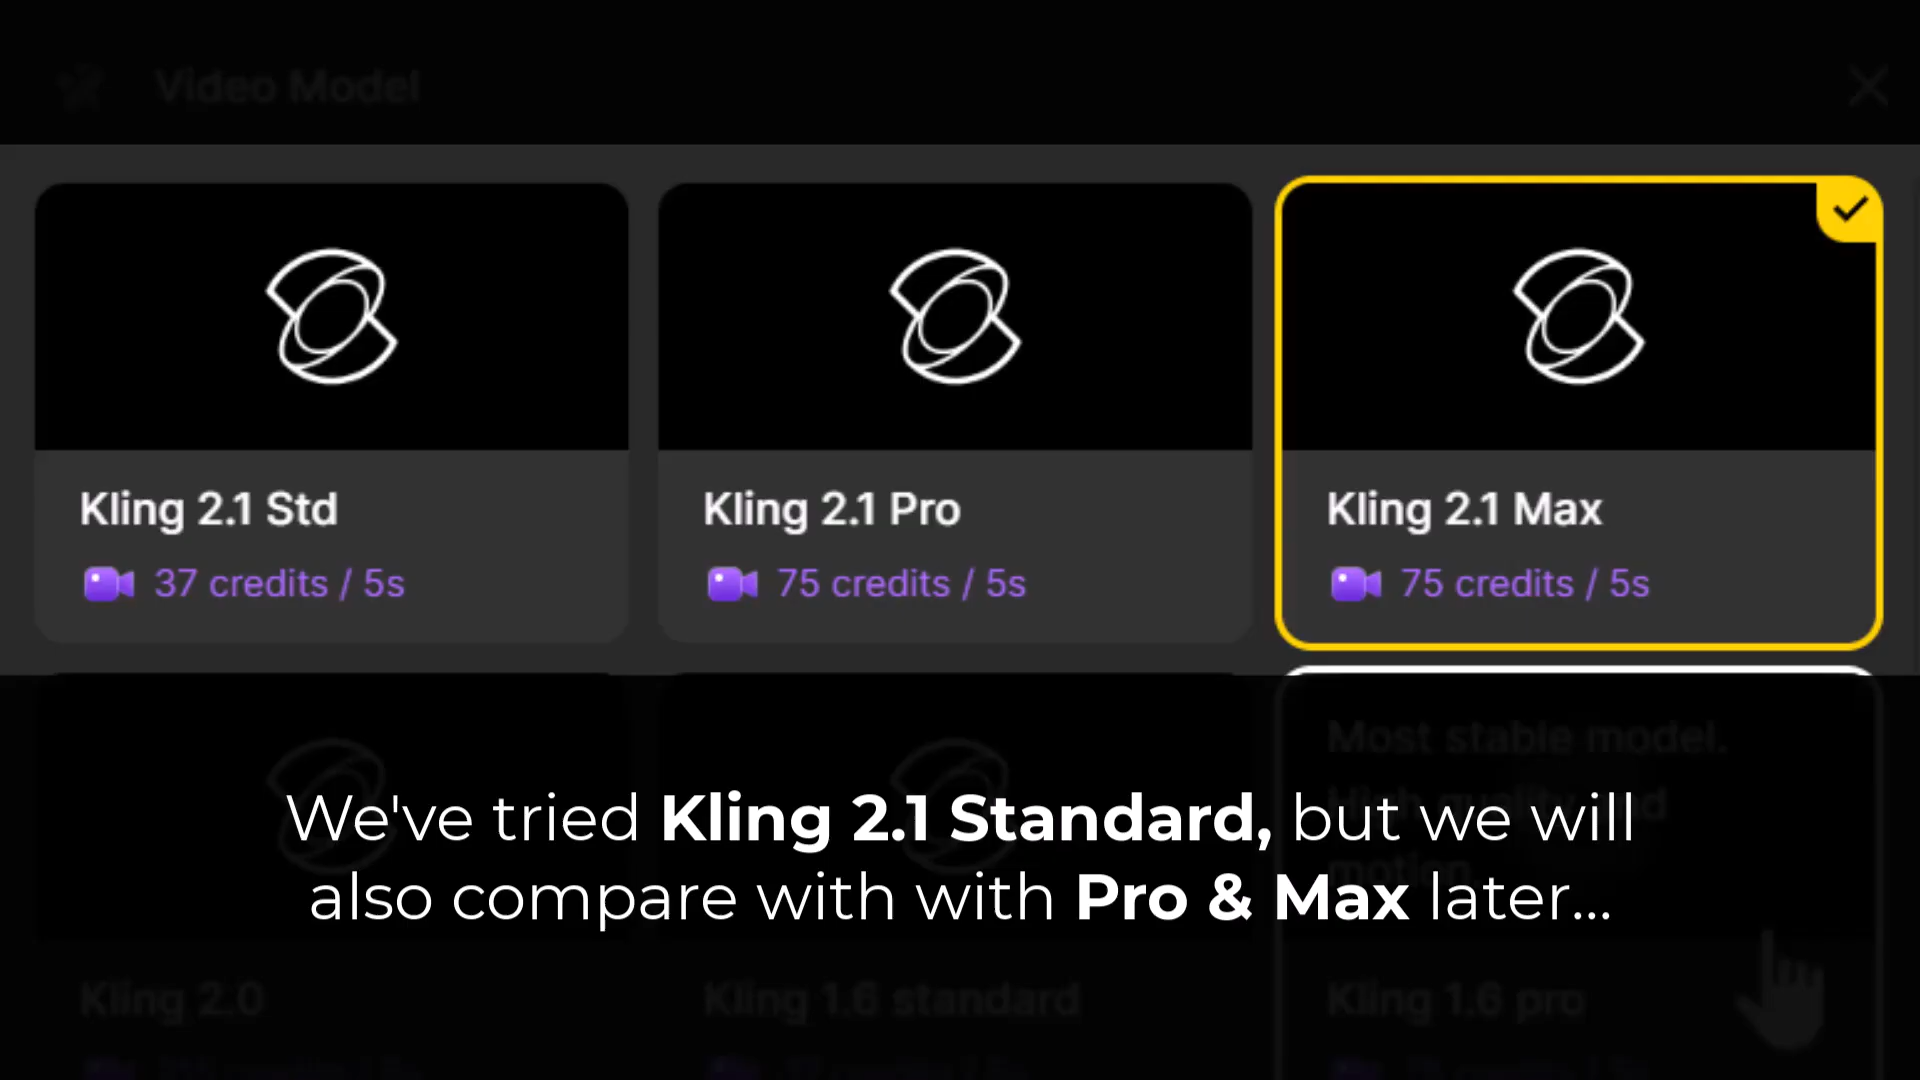 Video Model
Kling 2.1 Std
Kling 2.1 Pro
Kling 2.1 Max
37 credits / 5s
75 credits / 5s
75 credits / 5s
Most stable model.
We've tried Kling 2.1 Standard, but we will
also compare with with Pro & Max later...
Kling 2.0
Kling 1.6 standard
Kling 1.6 pro